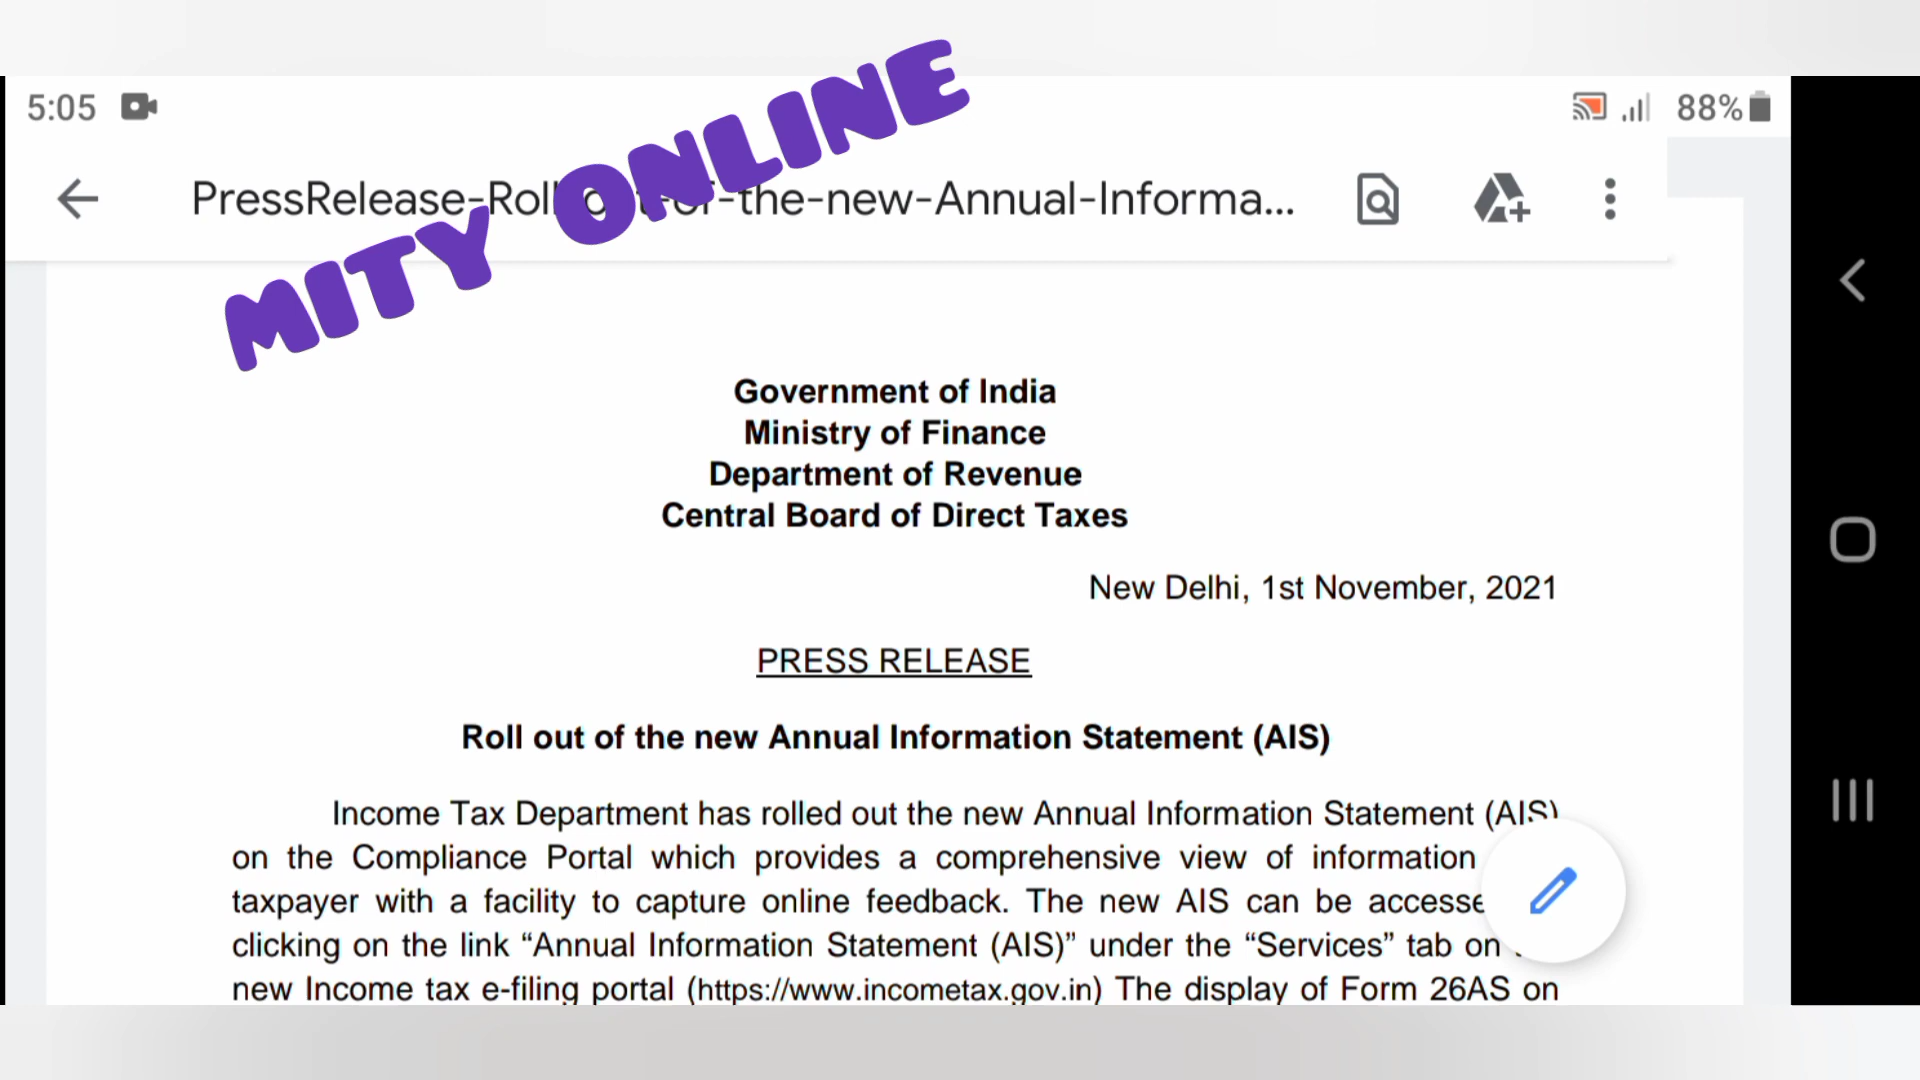 5:05
88%
MITY ONLINE
PressRelease-Roll-out-of-the-new-Annual-Informa...
Government of India
Ministry of Finance
Department of Revenue
Central Board of Direct Taxes
New Delhi, 1st November, 2021
PRESS RELEASE
Roll out of the new Annual Information Statement (AIS)
Income Tax Department has rolled out the new Annual Information Statement (AIS)
on the Compliance Portal which provides a comprehensive view of information
taxpayer with a facility to capture online feedback. The new AIS can be accesse
clicking on the link “Annual Information Statement (AIS)” under the “Services” tab on
new Income tax e-filing portal (https://www.incometax.gov.in) The display of Form 26AS on